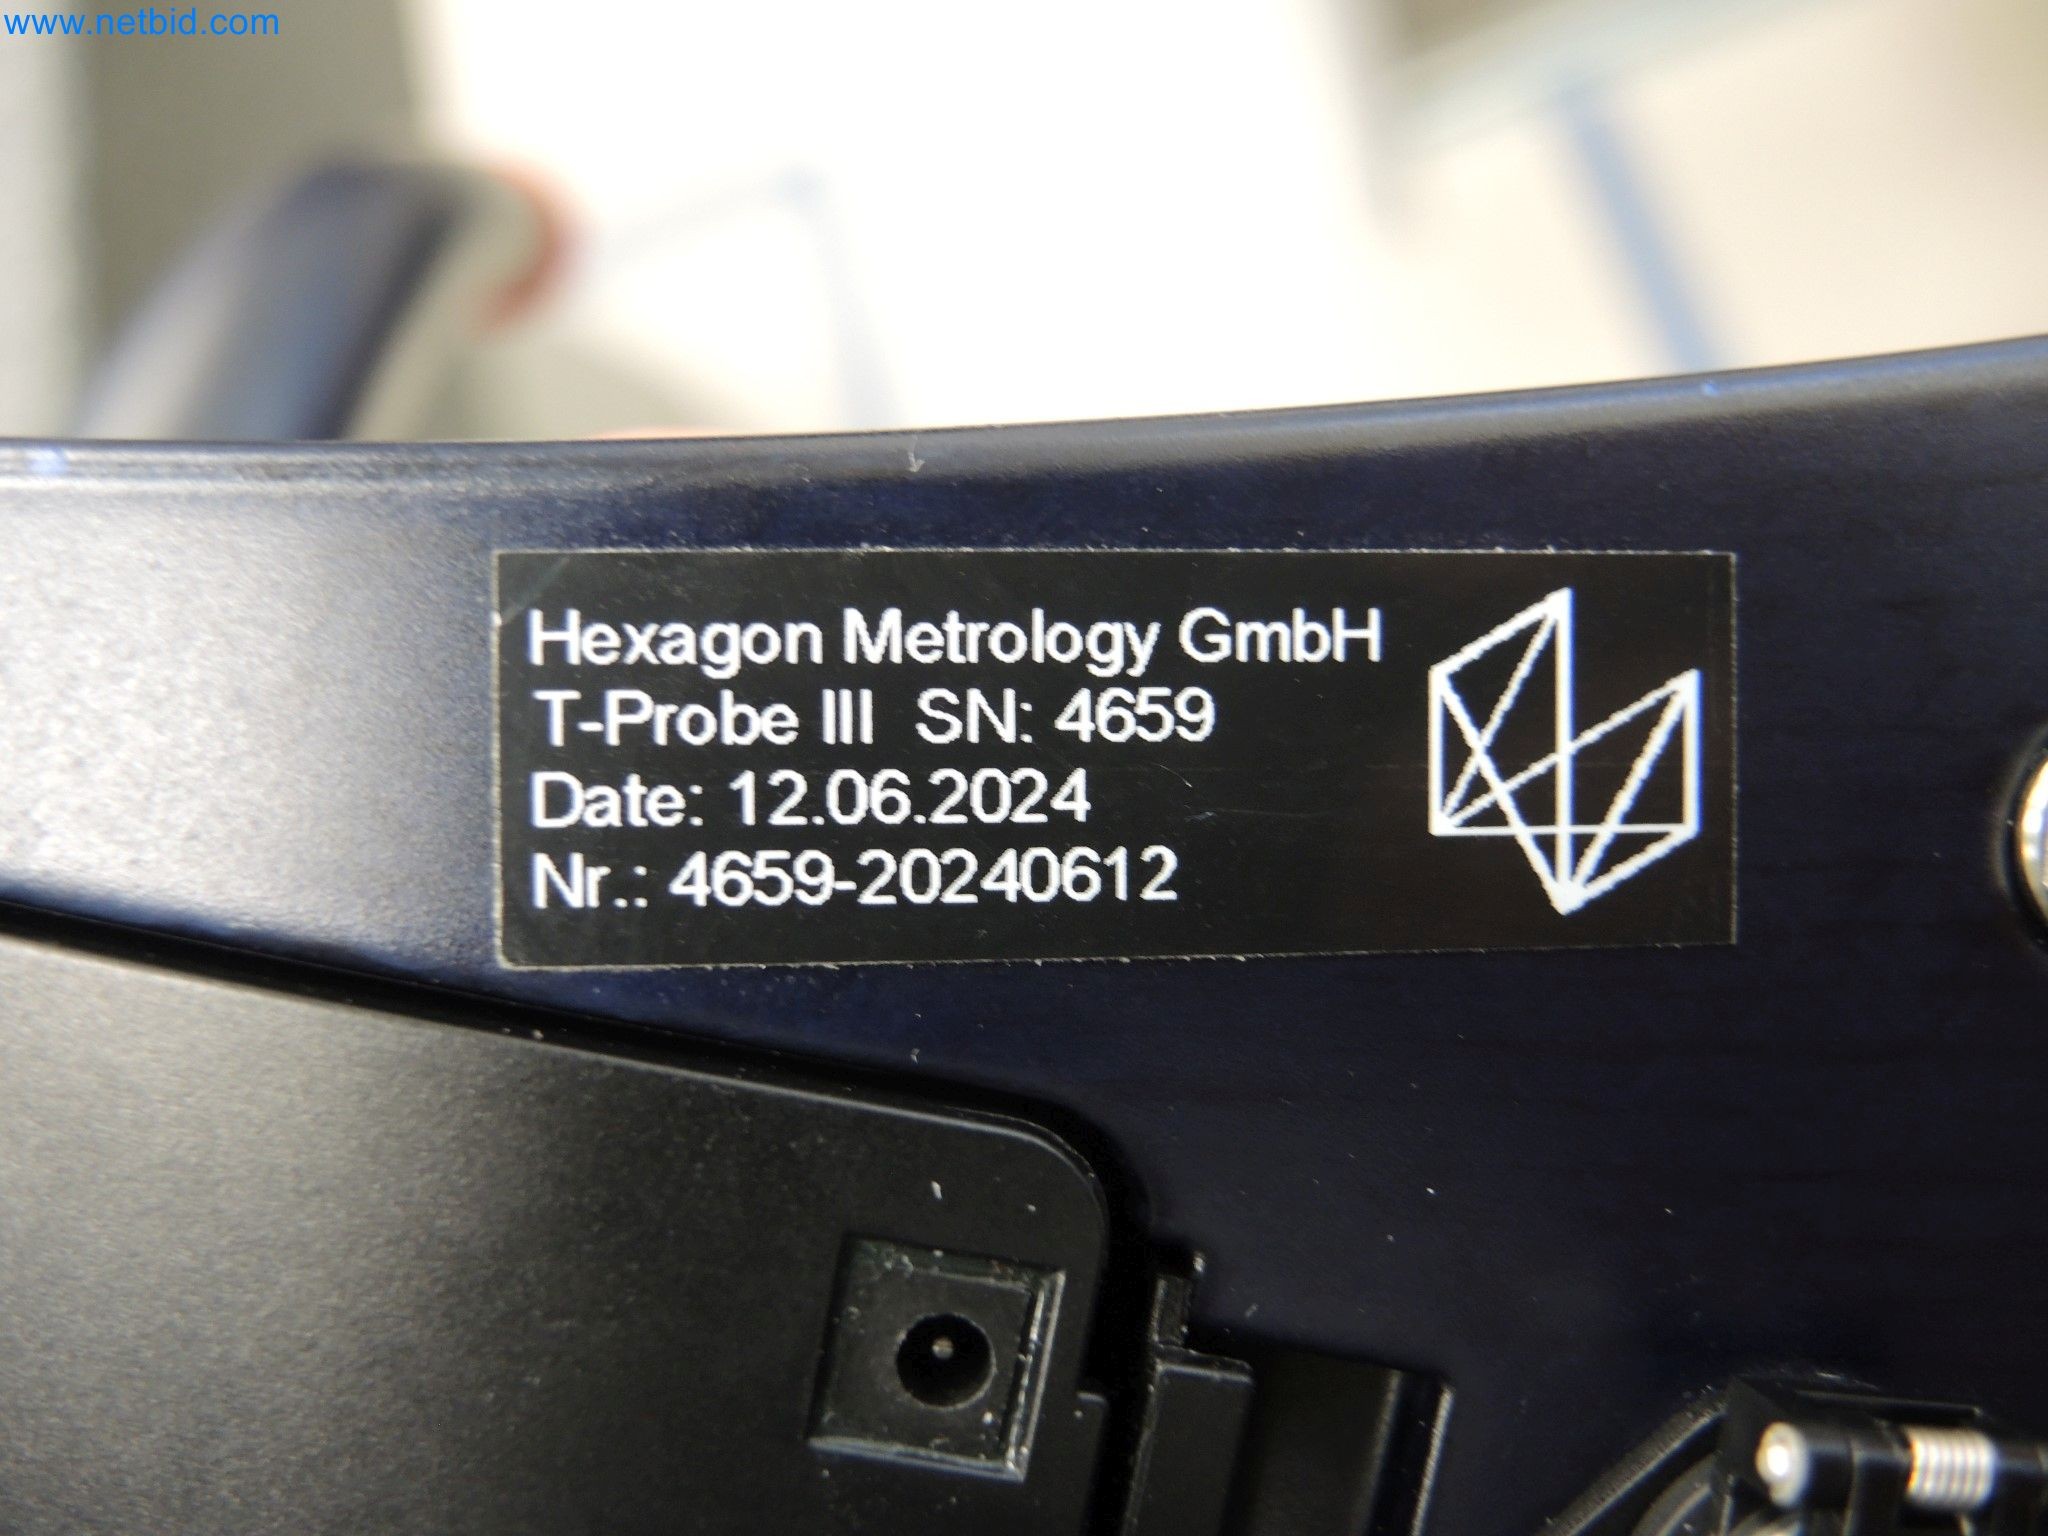 www.netbid.com
Hexagon Metrology GmbH
T-Probe III  SN: 4659
Date: 12.06.2024
Nr.: 4659-20240612